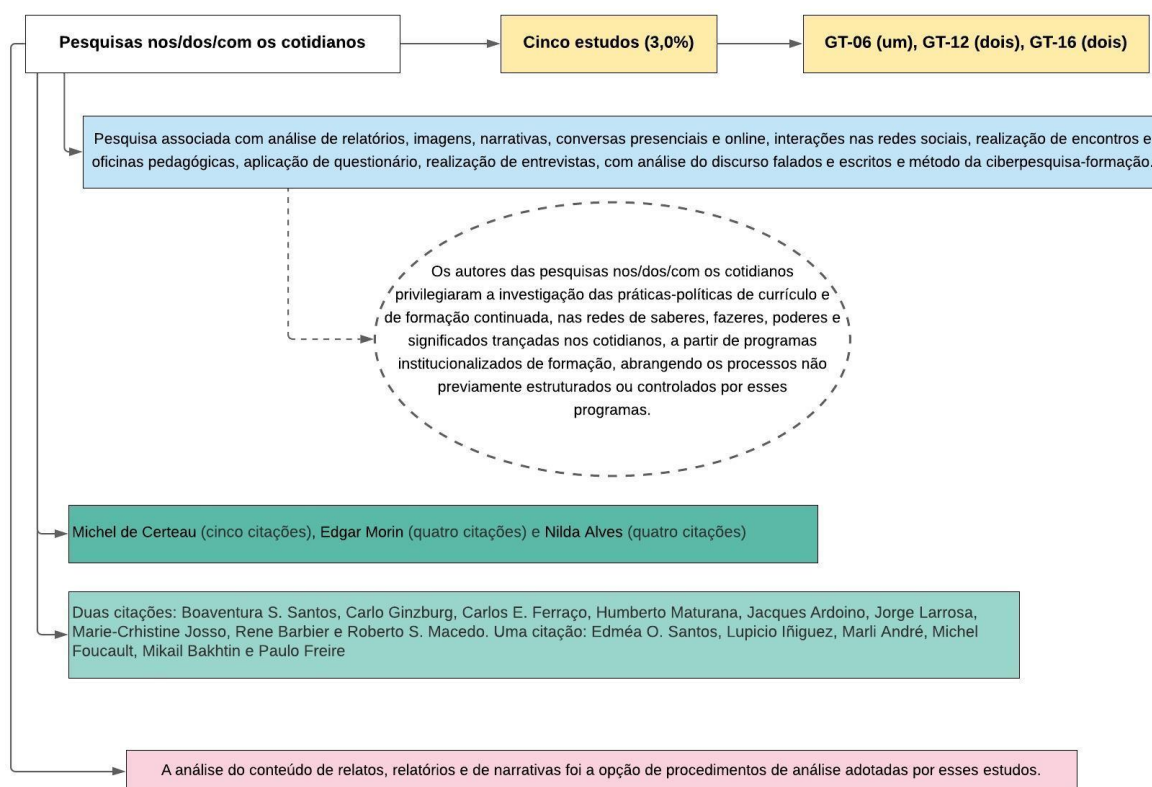 Pesquisas nos/dos/com os cotidianos
Cinco estudos (3,0%)
GT-06 (um), GT-12 (dois), GT-16 (dois)
Pesquisa associada com análise de relatórios, imagens, narrativas, conversas presenciais e online, interações nas redes sociais, realização de encontros e
oficinas pedagógicas, aplicação de questionário, realização de entrevistas, com análise do discurso falados e escritos e método da ciberpesquisa-formação.
Os autores das pesquisas nos/dos/com os cotidianos
privilegiaram a investigação das práticas-políticas de currículo e
de formação continuada, nas redes de saberes, fazeres, poderes e
significados trançadas nos cotidianos, a partir de programas
institucionalizados de formação, abrangendo os processos não
previamente estruturados ou controlados por esses
programas.
Michel de Certeau (cinco citações), Edgar Morin (quatro citações) e Nilda Alves (quatro citações)
Duas citações: Boaventura S. Santos, Carlo Ginzburg, Carlos E. Ferraço, Humberto Maturana, Jacques Ardoino, Jorge Larrosa,
Marie-Crhistine Josso, Rene Barbier e Roberto S. Macedo. Uma citação: Edméa O. Santos, Lupicio Iñiguez, Marli André, Michel
Foucault, Mikail Bakhtin e Paulo Freire
A análise do conteúdo de relatos, relatórios e de narrativas foi a opção de procedimentos de análise adotadas por esses estudos.